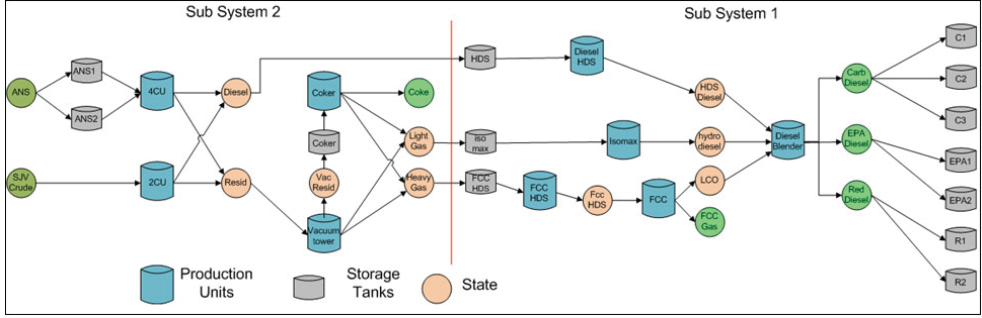 Sub System 2
Sub System 1
ANS
ANS1
ANS2
4CU
Diesel
SJV
Crude
2CU
Resid
Coker
Coke
Coker
Vac
Resid
Vacuum
tower
Light
Gas
Heavy
Gas
HDS
Diesel
HDS
HDS
Diesel
iso
max
Isomax
hydro
diesel
FCC
HDS
FCC
HDS
Fcc
HDS
FCC
LCO
FCC
Gas
Diesel
Blender
Carb
Diesel
EPA
Diesel
Red
Diesel
C1
C2
C3
EPA1
EPA2
R1
R2
Production
Units
Storage
Tanks
State